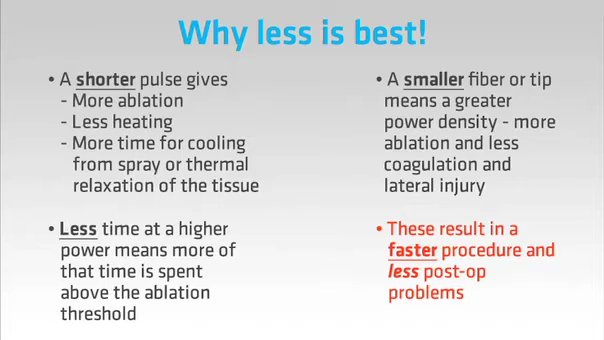 Why less is best!
• A shorter pulse gives
- More ablation
- Less heating
- More time for cooling
from spray or thermal
relaxation of the tissue
• Less time at a higher
power means more of
that time is spent
above the ablation
threshold
• A smaller fiber or tip
means a greater
power density - more
ablation and less
coagulation and
lateral injury
• These result in a
faster procedure and
less post-op
problems